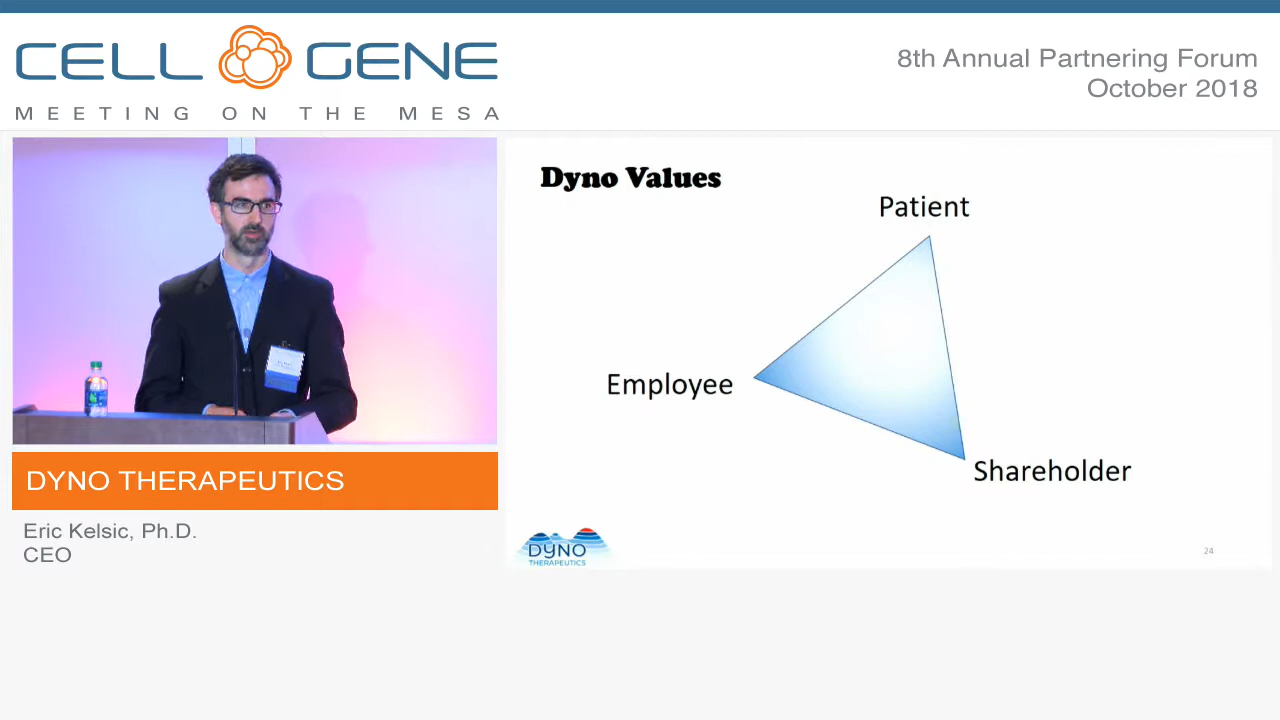 CELL GENE
MEETING ON THE MESA
8th Annual Partnering Forum
October 2018
Dyno Values
Patient
Employee
Shareholder
DYNO
THERAPEUTICS
24
DYNO THERAPEUTICS
Eric Kelsic, Ph.D.
CEO